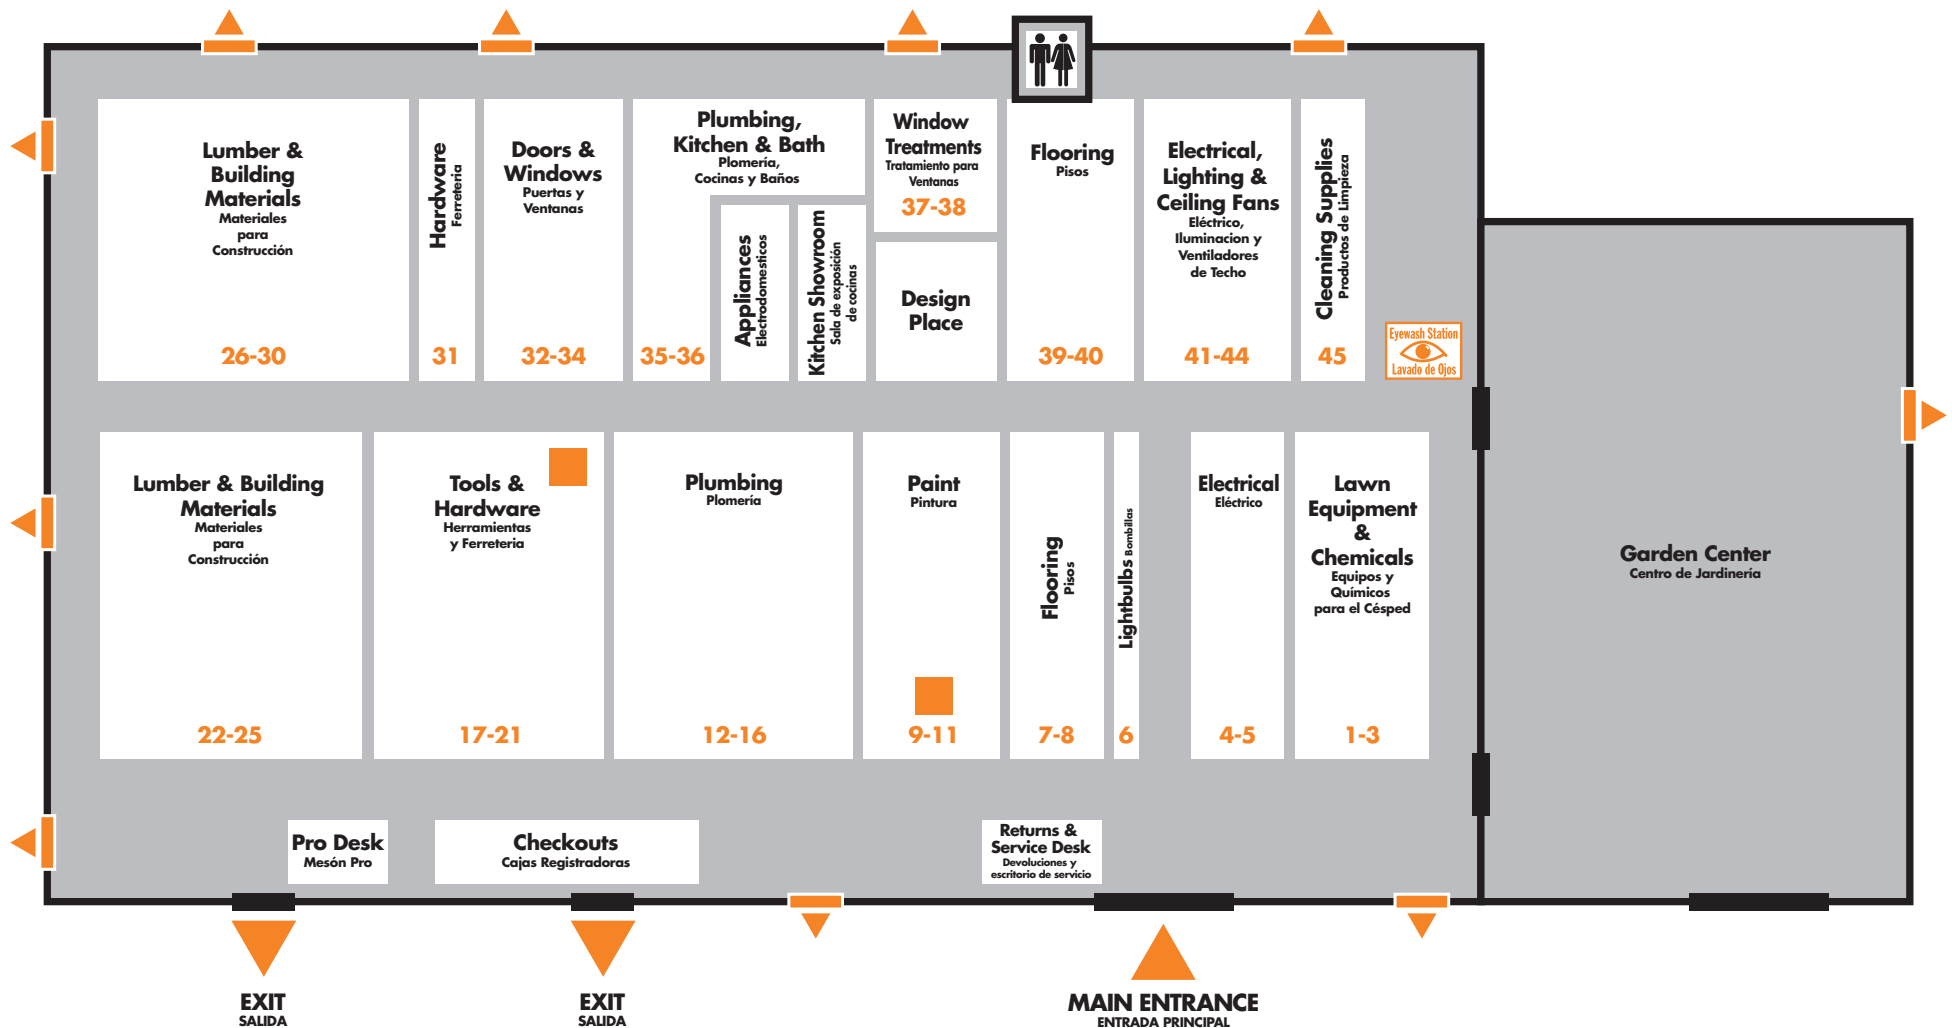 Lumber &
Building
Materials
Materiales
para
Construcción
26-30
Hardware
Ferreteria
31
Doors &
Windows
Puertas y
Ventanas
32-34
Plumbing,
Kitchen & Bath
Plomería,
Cocinas y Baños
35-36
Appliances
Electrodomesticos
Kitchen Showroom
Sala de exposición
de cocinas
Window
Treatments
Tratamiento para
Ventanas
37-38
Design
Place
Flooring
Pisos
39-40
Electrical,
Lighting &
Ceiling Fans
Eléctrico,
Iluminacion y
Ventiladores
de Techo
41-44
Cleaning Supplies
Productos de Limpieza
45
Eyewash Station
Lavado de Ojos
Lumber & Building
Materials
Materiales
para
Construcción
22-25
Tools &
Hardware
Herramientas
y Ferreteria
17-21
Plumbing
Plomería
12-16
Paint
Pintura
9-11
Flooring
Pisos
7-8
Lightbulbs Bombillas
6
Electrical
Eléctrico
4-5
Lawn
Equipment
&
Chemicals
Equipos y
Químicos
para el Césped
1-3
Garden Center
Centro de Jardinería
Pro Desk
Mesón Pro
Checkouts
Cajas Registradoras
Returns &
Service Desk
Devoluciones y
escritorio de servicio
EXIT
SALIDA
EXIT
SALIDA
MAIN ENTRANCE
ENTRADA PRINCIPAL